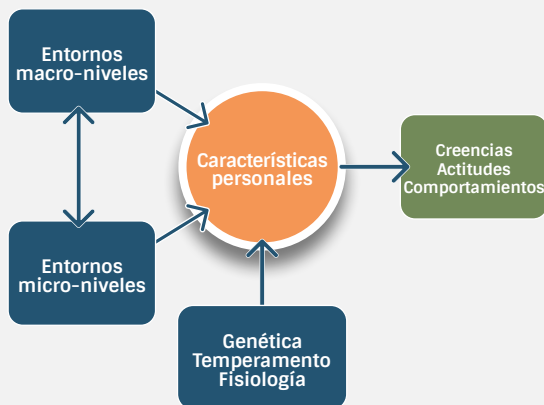 Entornos
macro-niveles
Características
personales
Creencias
Actitudes
Comportamientos
Entornos
micro-niveles
Genética
Temperamento
Fisiología